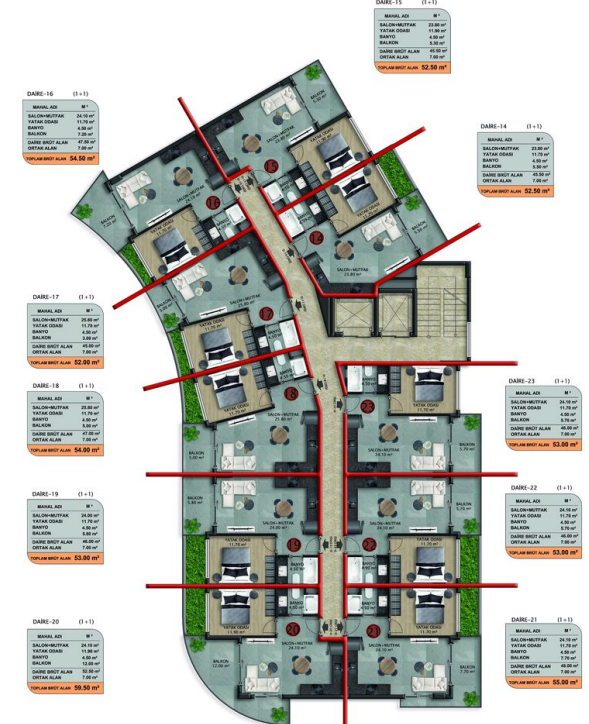 DAİRE-15 (1+1)
MAHAL ADI M²
SALON+MUTFAK 23.80 m²
YATAK ODASI 11.90 m²
BANYO 4.50 m²
BALKON 5.30 m²
DAİRE BRÜT ALAN 45.50 m²
ORTAK ALAN 7.00 m²
TOPLAM BRÜT ALAN 52.50 m²
DAİRE-16 (1+1)
MAHAL ADI M²
SALON+MUTFAK 24.10 m²
YATAK ODASI 11.70 m²
BANYO 4.50 m²
BALKON 7.20 m²
DAİRE BRÜT ALAN 47.50 m²
ORTAK ALAN 7.00 m²
TOPLAM BRÜT ALAN 54.50 m²
DAİRE-14 (1+1)
MAHAL ADI M²
SALON+MUTFAK 23.80 m²
YATAK ODASI 11.70 m²
BANYO 4.50 m²
BALKON 5.50 m²
DAİRE BRÜT ALAN 45.50 m²
ORTAK ALAN 7.00 m²
TOPLAM BRÜT ALAN 52.50 m²
DAİRE-17 (1+1)
MAHAL ADI M²
SALON+MUTFAK 25.80 m²
YATAK ODASI 11.70 m²
BANYO 4.50 m²
BALKON 3.00 m²
DAİRE BRÜT ALAN 45.00 m²
ORTAK ALAN 7.00 m²
TOPLAM BRÜT ALAN 52.00 m²
DAİRE-18 (1+1)
MAHAL ADI M²
SALON+MUTFAK 25.80 m²
YATAK ODASI 11.70 m²
BANYO 4.50 m²
BALKON 5.00 m²
DAİRE BRÜT ALAN 47.00 m²
ORTAK ALAN 7.00 m²
TOPLAM BRÜT ALAN 54.00 m²
DAİRE-23 (1+1)
MAHAL ADI M²
SALON+MUTFAK 24.10 m²
YATAK ODASI 11.70 m²
BANYO 4.50 m²
BALKON 5.70 m²
DAİRE BRÜT ALAN 46.00 m²
ORTAK ALAN 7.00 m²
TOPLAM BRÜT ALAN 53.00 m²
DAİRE-19 (1+1)
MAHAL ADI M²
SALON+MUTFAK 24.00 m²
YATAK ODASI 11.70 m²
BANYO 4.50 m²
BALKON 5.80 m²
DAİRE BRÜT ALAN 46.00 m²
ORTAK ALAN 7.00 m²
TOPLAM BRÜT ALAN 53.00 m²
DAİRE-22 (1+1)
MAHAL ADI M²
SALON+MUTFAK 24.10 m²
YATAK ODASI 11.70 m²
BANYO 4.50 m²
BALKON 5.70 m²
DAİRE BRÜT ALAN 46.00 m²
ORTAK ALAN 7.00 m²
TOPLAM BRÜT ALAN 53.00 m²
DAİRE-20 (1+1)
MAHAL ADI M²
SALON+MUTFAK 24.10 m²
YATAK ODASI 11.90 m²
BANYO 4.50 m²
BALKON 12.00 m²
DAİRE BRÜT ALAN 52.50 m²
ORTAK ALAN 7.00 m²
TOPLAM BRÜT ALAN 59.50 m²
DAİRE-21 (1+1)
MAHAL ADI M²
SALON+MUTFAK 24.10 m²
YATAK ODASI 11.70 m²
BANYO 4.50 m²
BALKON 7.70 m²
DAİRE BRÜT ALAN 48.00 m²
ORTAK ALAN 7.00 m²
TOPLAM BRÜT ALAN 55.00 m²
15
16
14
17
18
23
19
22
20
21